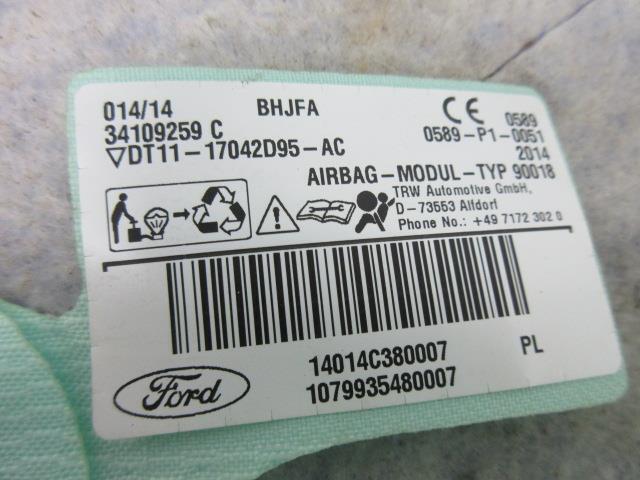 014/14 BHJFA
34109259 C
▽DT11-17042D95-AC
CE 0589
0589-P1-0051
2014
AIRBAG-MODUL-TYP 90018
TRW Automotive GmbH,
D-73553 Alfdorf
Phone No.: +49 7172 302 0
14014C380007 PL
1079935480007
Ford